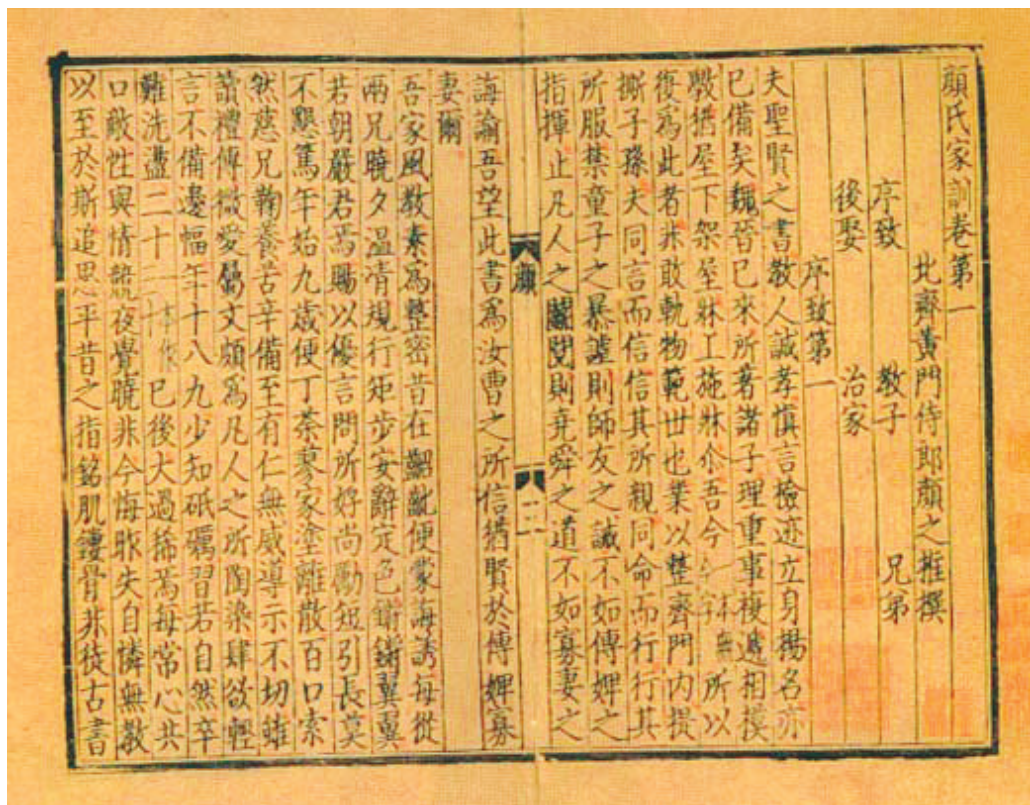 顔氏家訓卷第一
北齊黃門侍郎顔之推撰
序致 教子 兄弟
後娶 治家
序致第一
夫聖賢之書教人誠孝慎言檢迹立身揚名亦
已備矣魏晉已來所著諸子理重事複遞相模
斆猶屋下架屋牀上施牀尒吾今所以
復爲此者非敢軌物範世也業以整齊門内提
撕子孫夫同言而信信其所親同命而行行其
所服禁童子之暴謔則師友之誡不如傅婢之
指揮止凡人之鬭鬩則堯舜之道不如寡妻之
顔
誨諭吾望此書爲汝曹之所信猶賢於傅婢寡
妻爾
吾家風教素爲整密昔在齠齔便蒙誨誘每從
兩兄曉夕温凊規行矩步安辭定色鏘鏘翼翼
若朝嚴君焉賜以優言問所好尚勵短引長莫
不懇篤年始九歲便丁荼蓼家塗離散百口索
然慈兄鞠養苦辛備至有仁無威導示不切雖
讀禮傳微愛屬文頗爲凡人之所陶染肆欲輕
言不備邊幅年十八九少知砥礪習若自然卒
難洗盪二十已後大過稀焉每常心共
口敵性與情競夜覺曉非今悔昨失自憐無教
以至於斯追思平昔之指銘肌鏤骨非徒古書